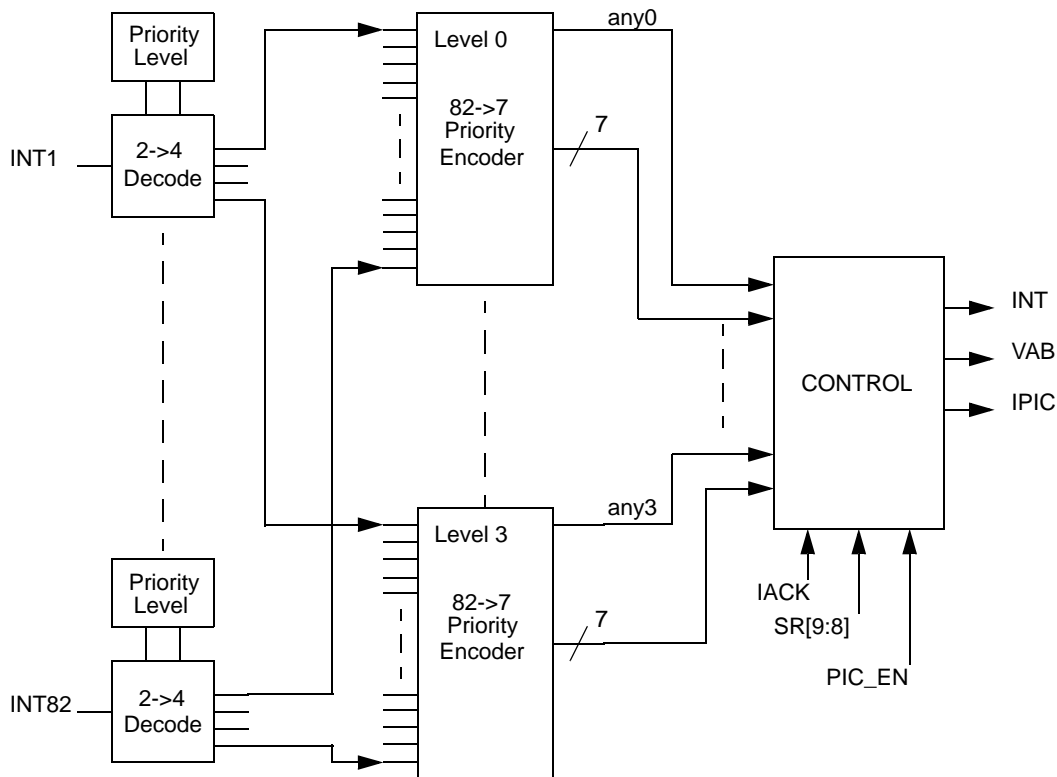 Priority
Level
2->4
Decode
INT1
Level 0
82->7
Priority
Encoder
any0
7
CONTROL
INT
VAB
IPIC
IACK
SR[9:8]
PIC_EN
Priority
Level
2->4
Decode
INT82
Level 3
82->7
Priority
Encoder
any3
7